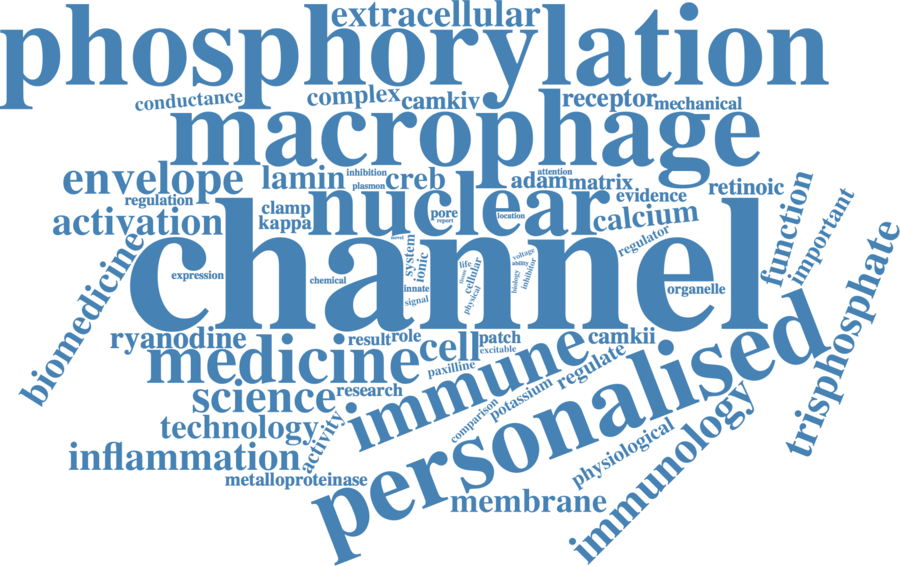 extracellular
phosphorylation
conductance
complex
camkiv
receptor
mechanical
macrophage
envelope
lamin
inhibition
plasmon
creb
attention
adam
matrix
evidence
retinoic
regulation
activation
clamp
kappa
nuclear
pore
report
location
calcium
regulator
function
important
trisphosphate
biomedicine
channel
expression
chemical
novel
system
ionic
innate
signal
life
tissue
cellular
physical
voltage
ability
biology
inhibitor
organelle
ryanodine
result
role
cell
patch
excitable
camkii
medicine
paxilline
immune
regulate
potassium
comparison
personalised
science
research
technology
activity
inflammation
metalloproteinase
membrane
physiological
immunology